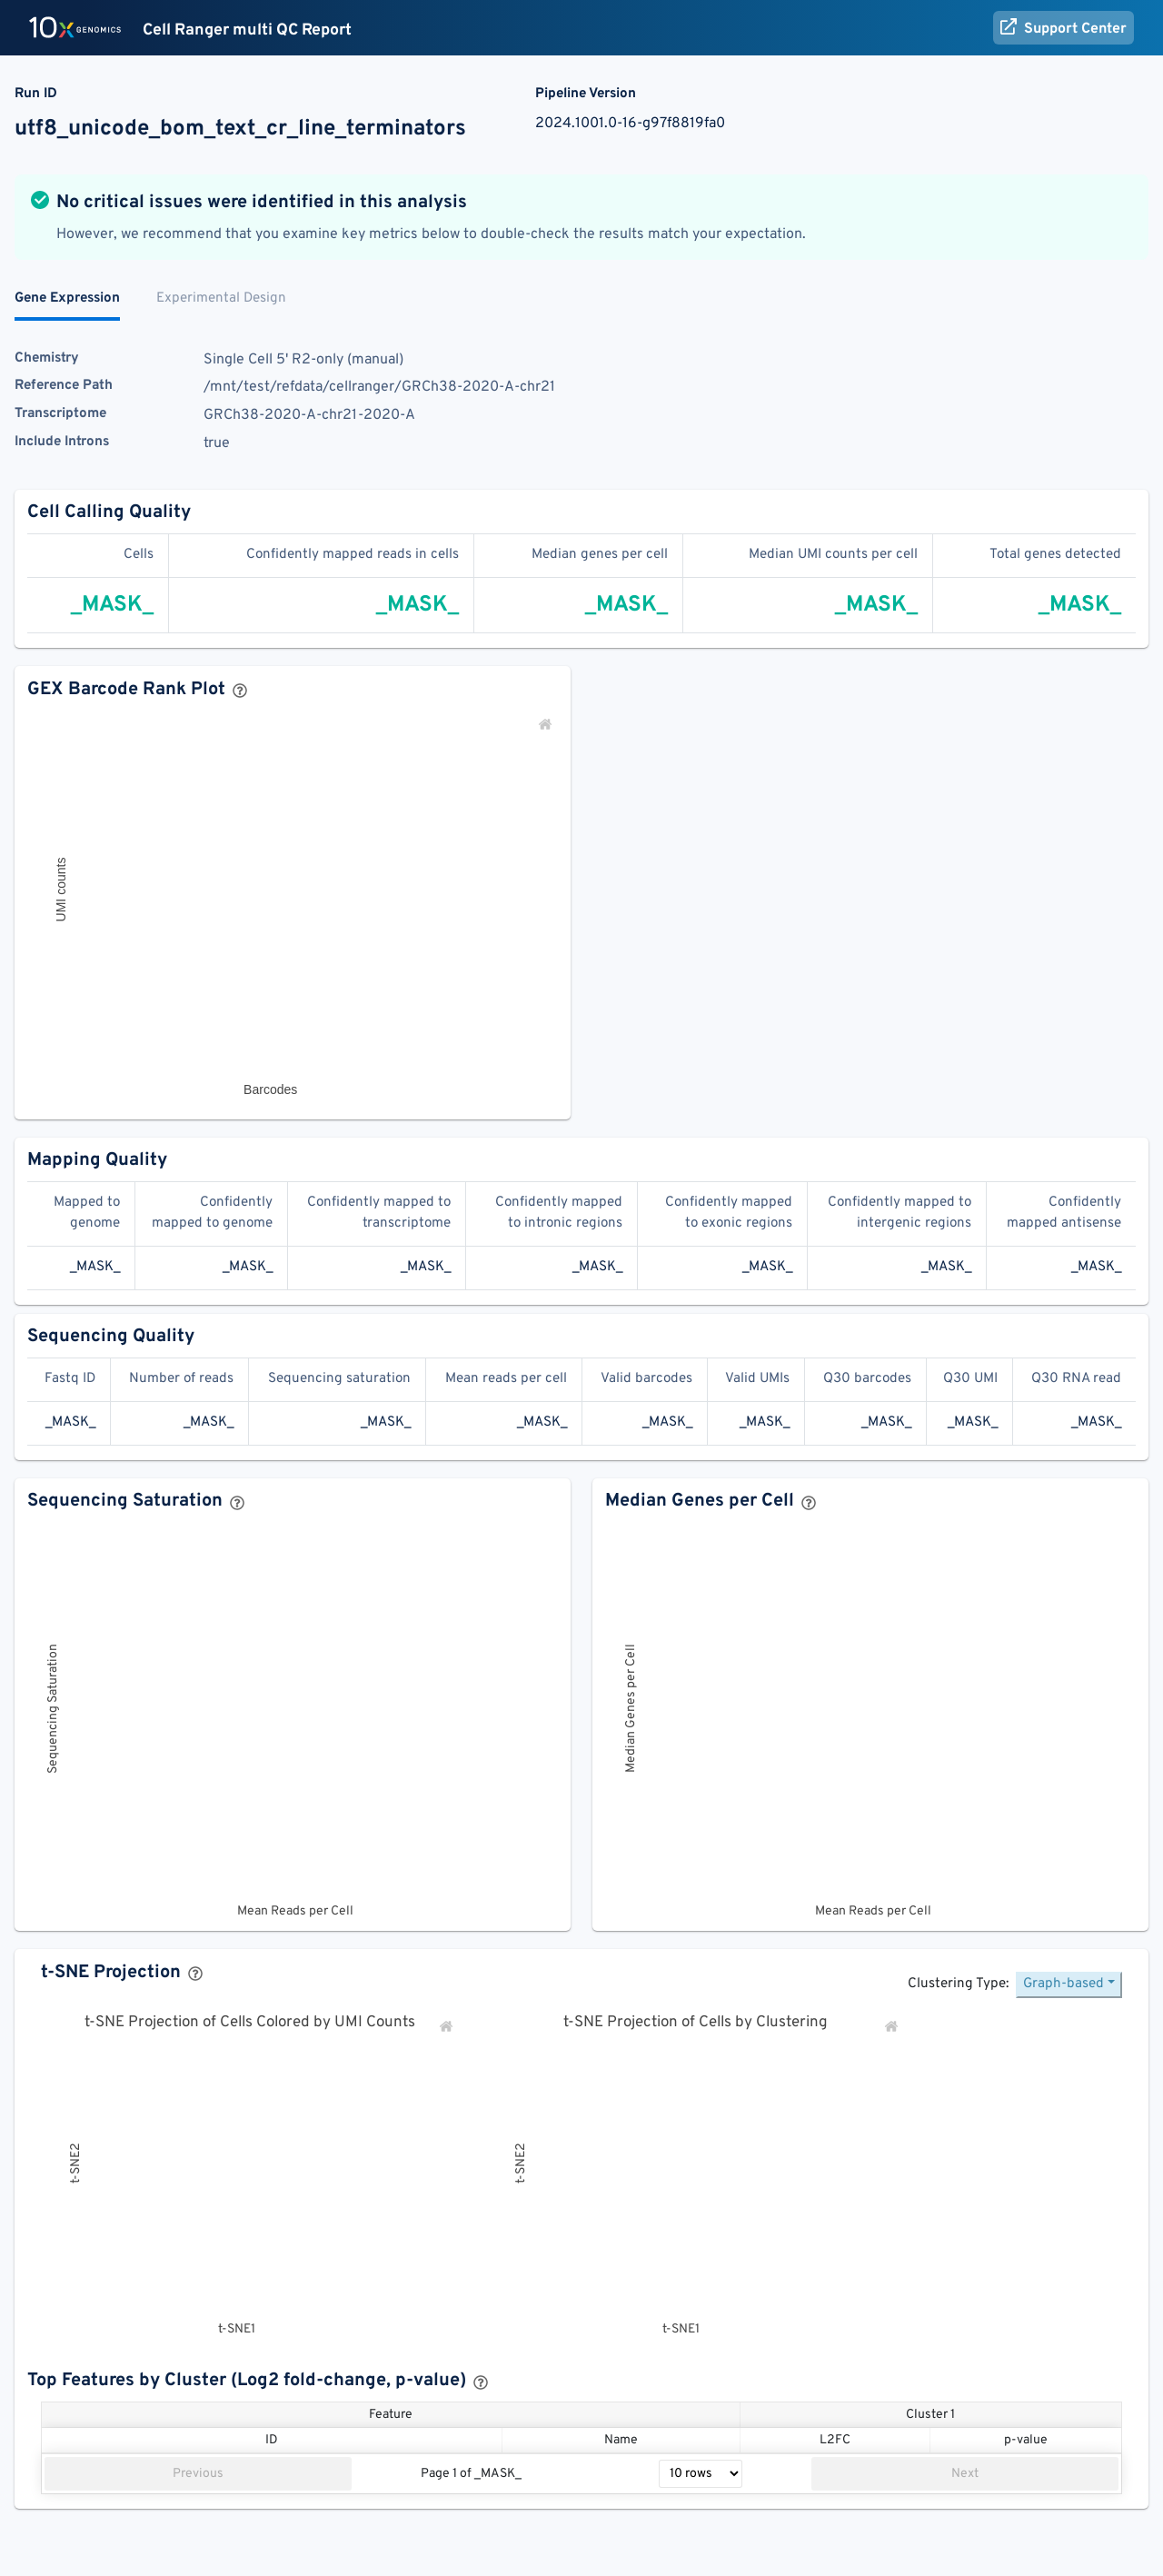 10x GENOMICS Cell Ranger multi QC Report Support Center
Run ID Pipeline Version
utf8_unicode_bom_text_cr_line_terminators 2024.1001.0-16-g97f8819fa0
No critical issues were identified in this analysis
However, we recommend that you examine key metrics below to double-check the results match your expectation.
Gene Expression Experimental Design
Chemistry Single Cell 5' R2-only (manual)
Reference Path /mnt/test/refdata/cellranger/GRCh38-2020-A-chr21
Transcriptome GRCh38-2020-A-chr21-2020-A
Include Introns true
Cell Calling Quality
Cells Confidently mapped reads in cells Median genes per cell Median UMI counts per cell Total genes detected
_MASK_ _MASK_ _MASK_ _MASK_ _MASK_
GEX Barcode Rank Plot ?
UMI counts
Barcodes
Mapping Quality
Mapped to Confidently Confidently mapped to Confidently mapped Confidently mapped Confidently mapped to Confidently
genome mapped to genome transcriptome to intronic regions to exonic regions intergenic regions mapped antisense
_MASK_ _MASK_ _MASK_ _MASK_ _MASK_ _MASK_ _MASK_
Sequencing Quality
Fastq ID Number of reads Sequencing saturation Mean reads per cell Valid barcodes Valid UMIs Q30 barcodes Q30 UMI Q30 RNA read
_MASK_ _MASK_ _MASK_ _MASK_ _MASK_ _MASK_ _MASK_ _MASK_ _MASK_
Sequencing Saturation ? Median Genes per Cell ?
Sequencing Saturation Median Genes per Cell
Mean Reads per Cell Mean Reads per Cell
t-SNE Projection ?
Clustering Type: Graph-based
t-SNE Projection of Cells Colored by UMI Counts t-SNE Projection of Cells by Clustering
t-SNE2 t-SNE2
t-SNE1 t-SNE1
Top Features by Cluster (Log2 fold-change, p-value) ?
Feature Cluster 1
ID Name L2FC p-value
Previous Page 1 of _MASK_ 10 rows Next